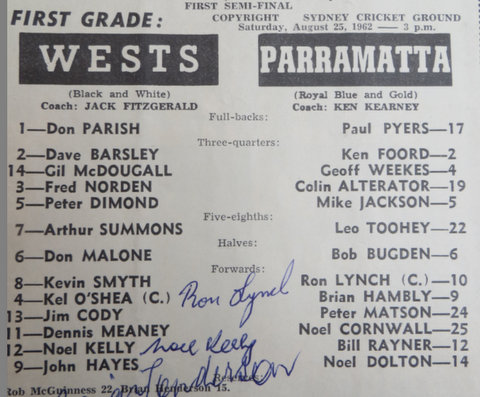 FIRST SEMI-FINAL
FIRST GRADE: COPYRIGHT SYDNEY CRICKET GROUND
Saturday, August 25, 1962 — 3 p.m.
WESTS PARRAMATTA
(Black and White) (Royal Blue and Gold)
Coach: JACK FITZGERALD Coach: KEN KEARNEY
Full-backs:
1—Don PARISH Paul PYERS—17
Three-quarters:
2—Dave BARSLEY Ken FOORD—2
14—Gil McDOUGALL Geoff WEEKES—4
3—Fred NORDEN Colin ALTERATOR—19
5—Peter DIMOND Mike JACKSON—5
Five-eighths:
7—Arthur SUMMONS Leo TOOHEY—22
Halves:
6—Don MALONE Bob BUGDEN—6
Forwards:
8—Kevin SMYTH Ron LYNCH (C.)—10
4—Kel O'SHEA (C.) Ron Lynch Brian HAMBLY—9
13—Jim CODY Peter MATSON—24
11—Dennis MEANEY Noel CORNWALL—25
12—Noel KELLY Noel Kelly Bill RAYNER—12
9—John HAYES Noel DOLTON—14
Reserves:
Rob McGuinness 22, Brian Henderson 15.